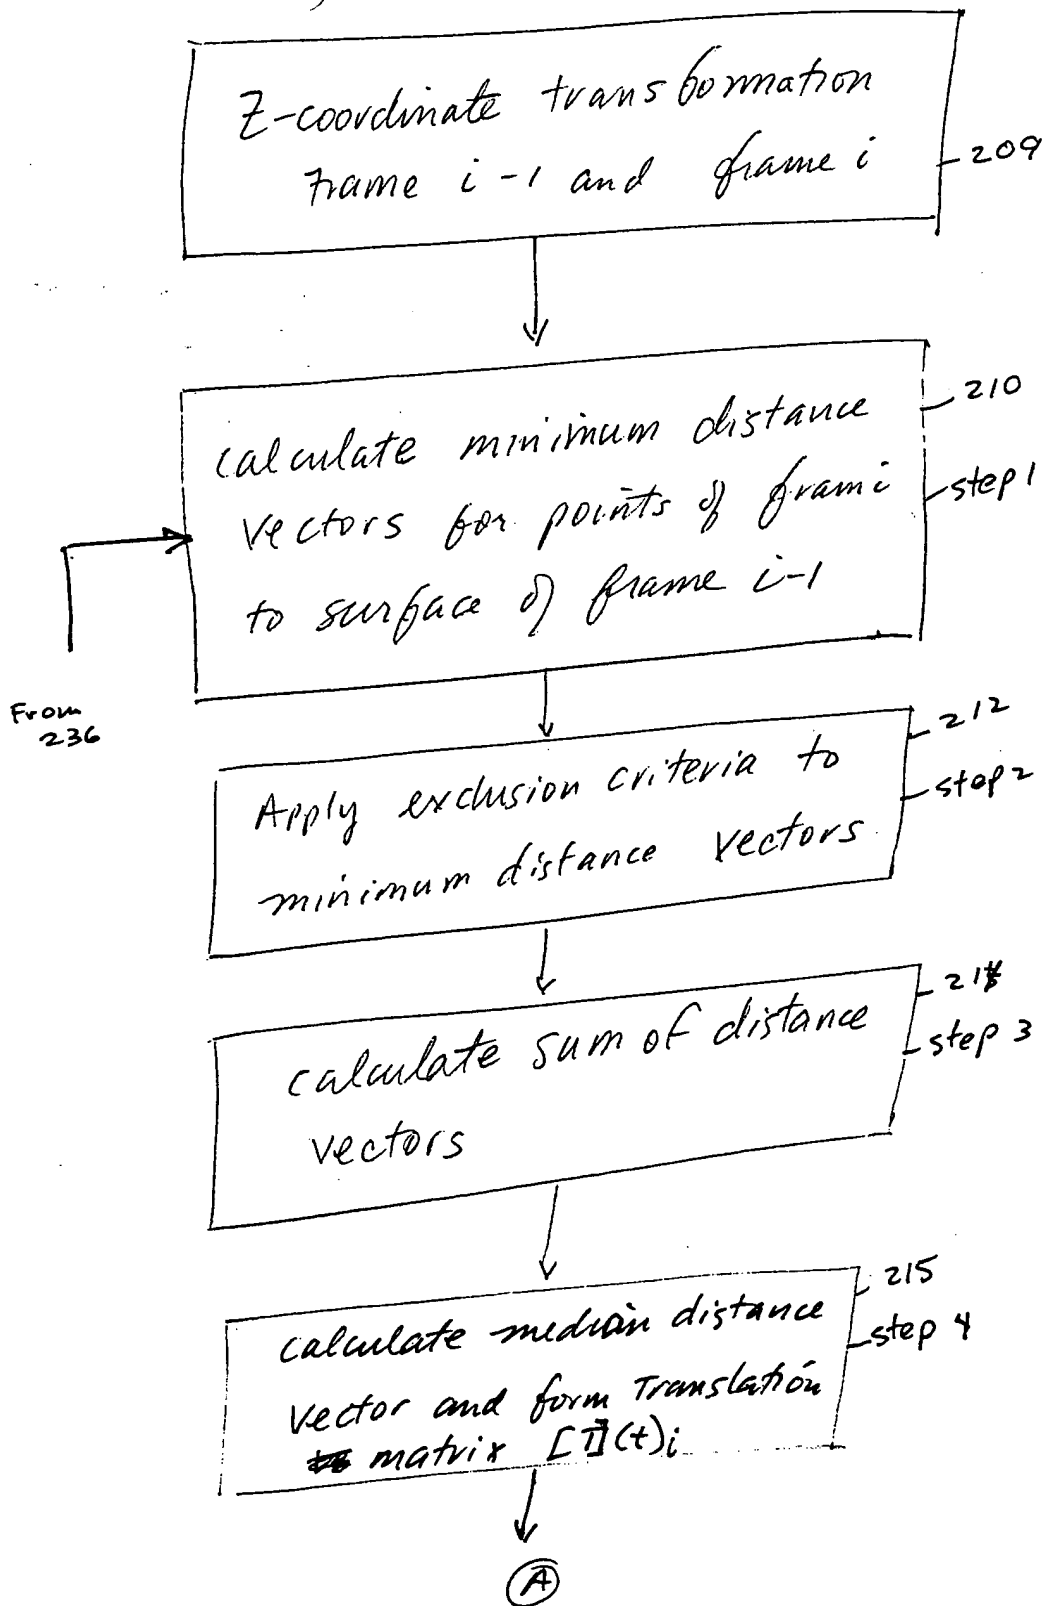 Z-coordinate transformation
frame i-1 and frame i
209
calculate minimum distance
vectors for points of frami
to surface of frame i-1
210
step 1
From
236
Apply exclusion criteria to
minimum distance vectors
212
step 2
calculate sum of distance
vectors
step 3
calculate median distance
vector and form Translation
matrix [T](t)i
215
step 4
A